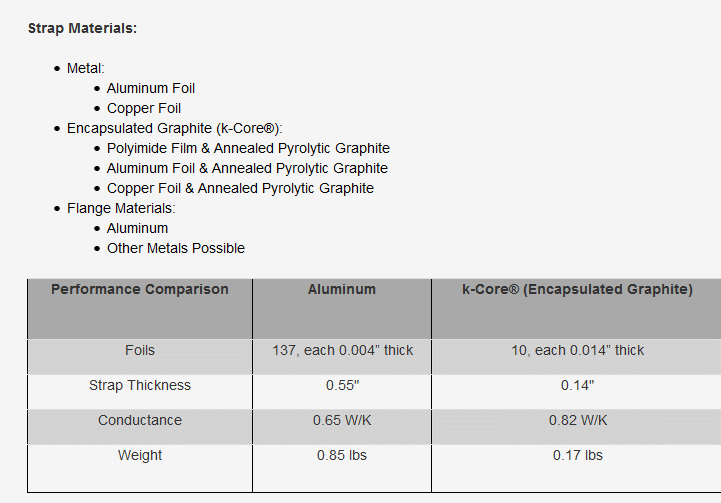 Strap Materials:
Metal:
Aluminum Foil
Copper Foil
Encapsulated Graphite (k-Core®):
Polyimide Film & Annealed Pyrolytic Graphite
Aluminum Foil & Annealed Pyrolytic Graphite
Copper Foil & Annealed Pyrolytic Graphite
Flange Materials:
Aluminum
Other Metals Possible
Performance Comparison Aluminum k-Core® (Encapsulated Graphite)
Foils 137, each 0.004” thick 10, each 0.014” thick
Strap Thickness 0.55" 0.14"
Conductance 0.65 W/K 0.82 W/K
Weight 0.85 lbs 0.17 lbs